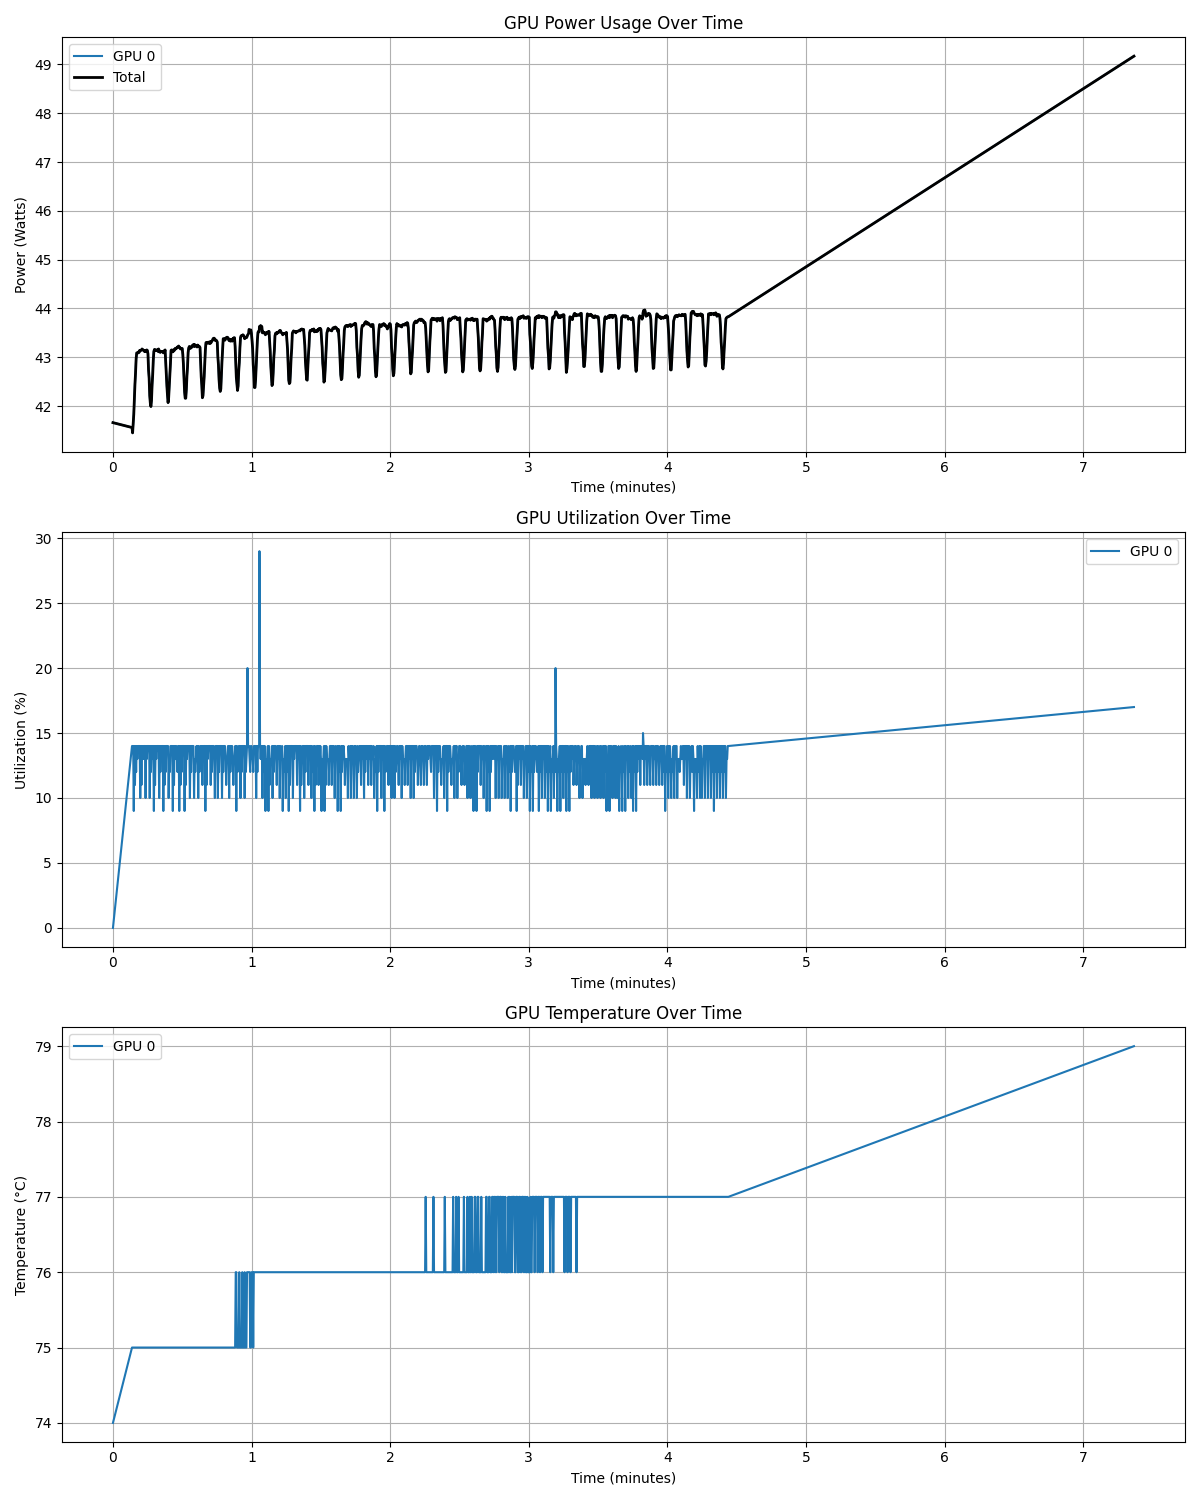 GPU Power Usage Over Time
GPU 0
Total
49
48
47
46
45
44
43
42
Power (Watts)
0 1 2 3 4 5 6 7
Time (minutes)
GPU Utilization Over Time
GPU 0
30
25
20
15
10
5
0
Utilization (%)
0 1 2 3 4 5 6 7
Time (minutes)
GPU Temperature Over Time
GPU 0
79
78
77
76
75
74
Temperature (°C)
0 1 2 3 4 5 6 7
Time (minutes)